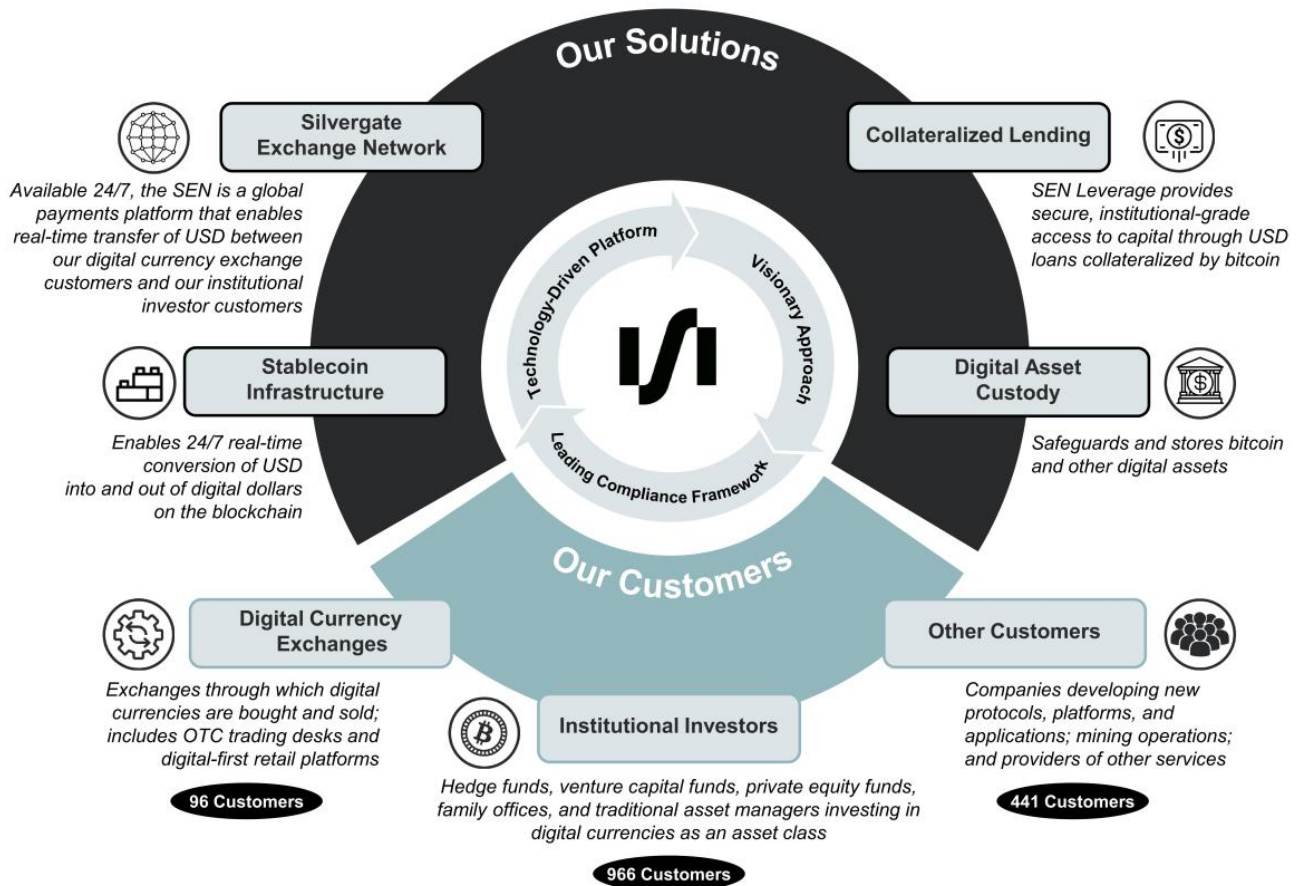 Our Solutions
Silvergate
Exchange Network
Available 24/7, the SEN is a global
payments platform that enables
real-time transfer of USD between
our digital currency exchange
customers and our institutional
investor customers
Collateralized Lending
SEN Leverage provides
secure, institutional-grade
access to capital through USD
loans collateralized by bitcoin
Technology-Driven Platform
Visionary Approach
Leading Compliance Framework
Stablecoin
Infrastructure
Enables 24/7 real-time
conversion of USD
into and out of digital dollars
on the blockchain
Digital Asset
Custody
Safeguards and stores bitcoin
and other digital assets
Our Customers
Digital Currency
Exchanges
Exchanges through which digital
currencies are bought and sold;
includes OTC trading desks and
digital-first retail platforms
96 Customers
Institutional Investors
Hedge funds, venture capital funds, private equity funds,
family offices, and traditional asset managers investing in
digital currencies as an asset class
966 Customers
Other Customers
Companies developing new
protocols, platforms, and
applications; mining operations;
and providers of other services
441 Customers